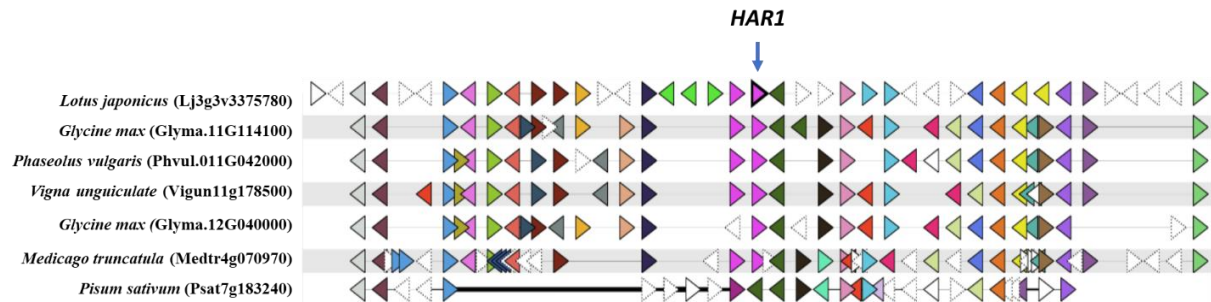 HAR1
Lotus japonicus (Lj3g3v3375780)
Glycine max (Glyma.11G114100)
Phaseolus vulgaris (Phvul.011G042000)
Vigna unguiculate (Vigun11g178500)
Glycine max (Glyma.12G040000)
Medicago truncatula (Medtr4g070970)
Pisum sativum (Psat7g183240)